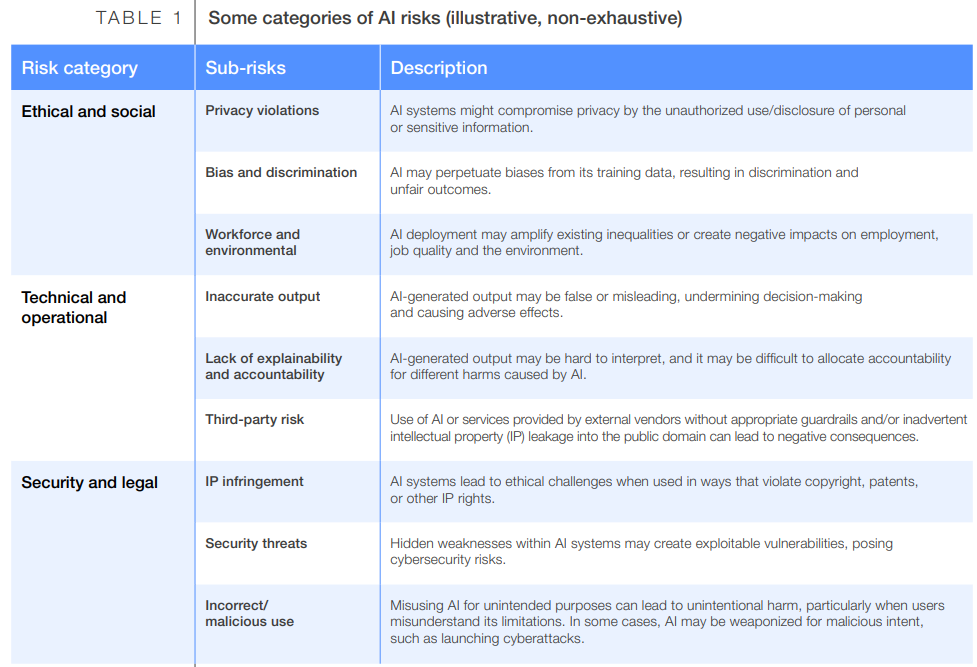 TABLE 1
Some categories of AI risks (illustrative, non-exhaustive)
Risk category
Sub-risks
Description
Ethical and social
Privacy violations
AI systems might compromise privacy by the unauthorized use/disclosure of personal
or sensitive information.
Bias and discrimination
AI may perpetuate biases from its training data, resulting in discrimination and
unfair outcomes.
Workforce and
environmental
AI deployment may amplify existing inequalities or create negative impacts on employment,
job quality and the environment.
Technical and
operational
Inaccurate output
AI-generated output may be false or misleading, undermining decision-making
and causing adverse effects.
Lack of explainability
and accountability
AI-generated output may be hard to interpret, and it may be difficult to allocate accountability
for different harms caused by AI.
Third-party risk
Use of AI or services provided by external vendors without appropriate guardrails and/or inadvertent
intellectual property (IP) leakage into the public domain can lead to negative consequences.
Security and legal
IP infringement
AI systems lead to ethical challenges when used in ways that violate copyright, patents,
or other IP rights.
Security threats
Hidden weaknesses within AI systems may create exploitable vulnerabilities, posing
cybersecurity risks.
Incorrect/
malicious use
Misusing AI for unintended purposes can lead to unintentional harm, particularly when users
misunderstand its limitations. In some cases, AI may be weaponized for malicious intent,
such as launching cyberattacks.